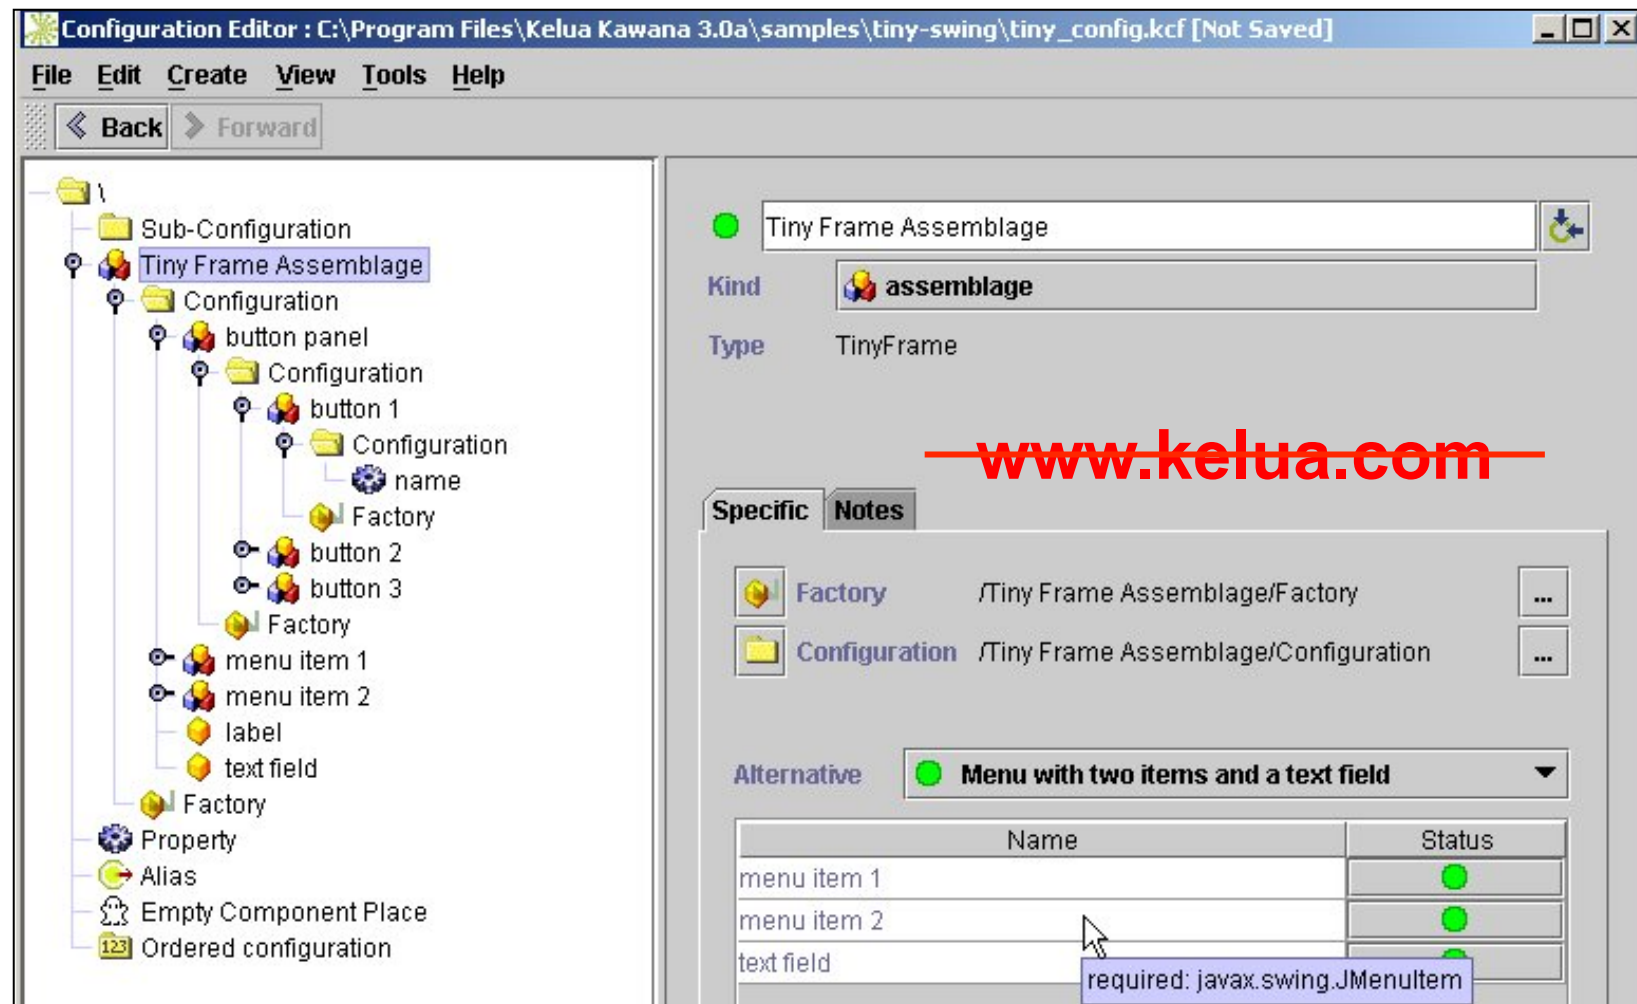 Configuration Editor : C:\Program Files\Kelua Kawana 3.0a\samples\tiny-swing\tiny_config.kcf [Not Saved]
File Edit Create View Tools Help
Back Forward
\
Sub-Configuration
Tiny Frame Assemblage
Configuration
button panel
Configuration
button 1
Configuration
name
Factory
button 2
button 3
Factory
menu item 1
menu item 2
label
text field
Factory
Property
Alias
Empty Component Place
123 Ordered configuration
Tiny Frame Assemblage
Kind assemblage
Type TinyFrame
www.kelua.com
Specific Notes
Factory /Tiny Frame Assemblage/Factory ...
Configuration /Tiny Frame Assemblage/Configuration ...
Alternative Menu with two items and a text field
Name Status
menu item 1
menu item 2
text field
required: javax.swing.JMenuItem